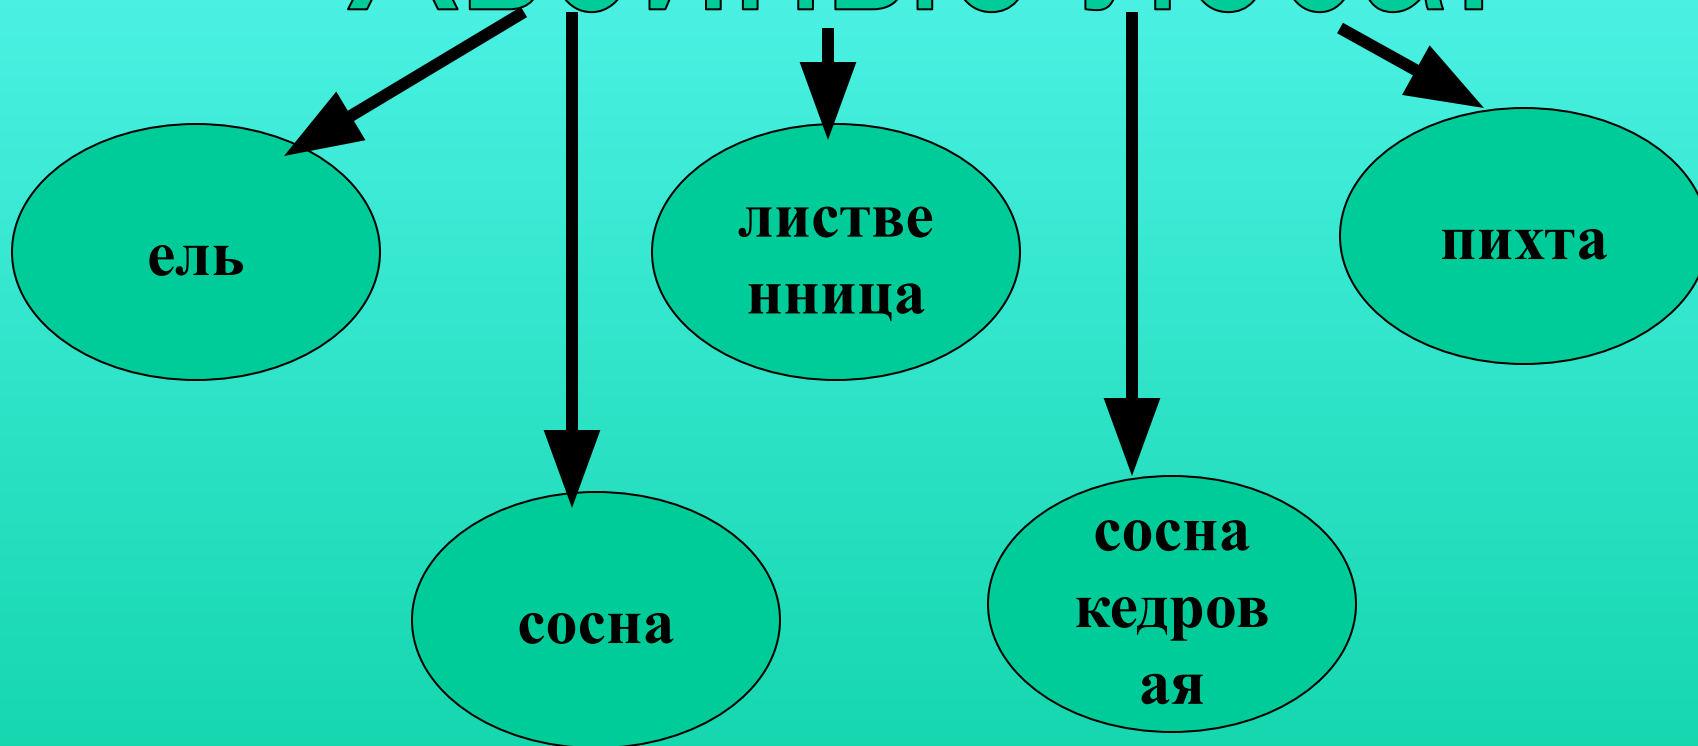 ель
листве
нница
пихта
сосна
сосна
кедров
ая